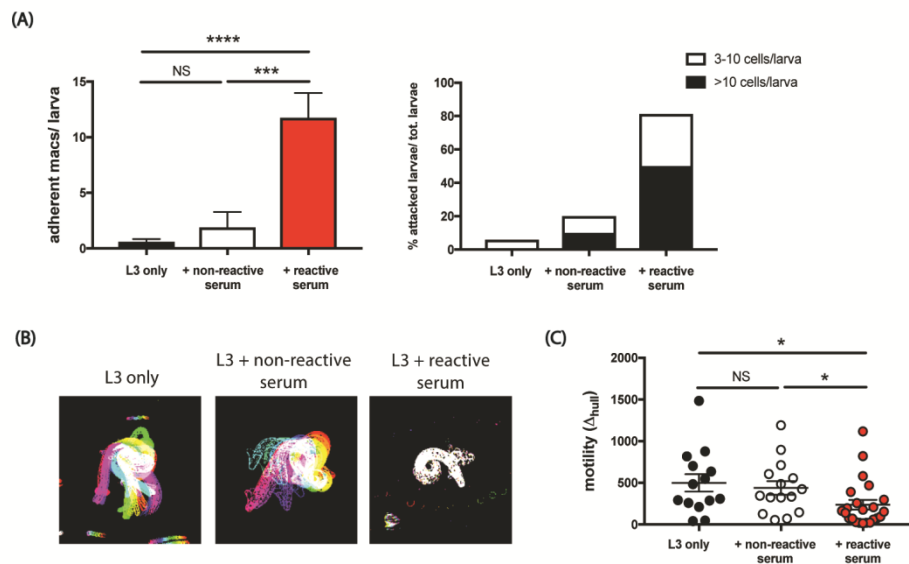 (A)
****
NS
***
adherent macs/ larva
15
10
5
0
L3 only
+ non-reactive
serum
+ reactive
serum
3-10 cells/larva
>10 cells/larva
% attacked larvae/ tot. larvae
100
80
60
40
20
0
L3 only
+ non-reactive
serum
+ reactive
serum
(B)
L3 only
L3 + non-reactive
serum
L3 + reactive
serum
(C)
*
NS
*
motility (Δhull)
2000
1500
1000
500
0
L3 only
+ non-reactive
serum
+ reactive
serum